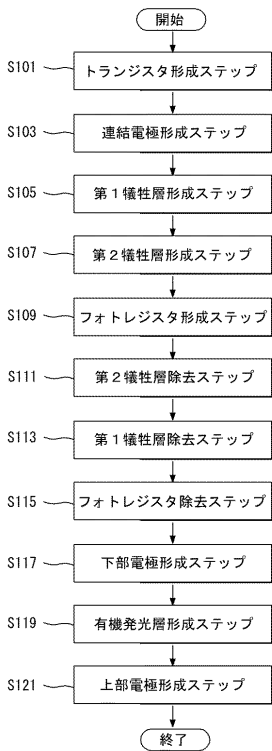 開始
S101 トランジスタ形成ステップ
S103 連結電極形成ステップ
S105 第1犠牲層形成ステップ
S107 第2犠牲層形成ステップ
S109 フォトレジスタ形成ステップ
S111 第2犠牲層除去ステップ
S113 第1犠牲層除去ステップ
S115 フォトレジスタ除去ステップ
S117 下部電極形成ステップ
S119 有機発光層形成ステップ
S121 上部電極形成ステップ
終了